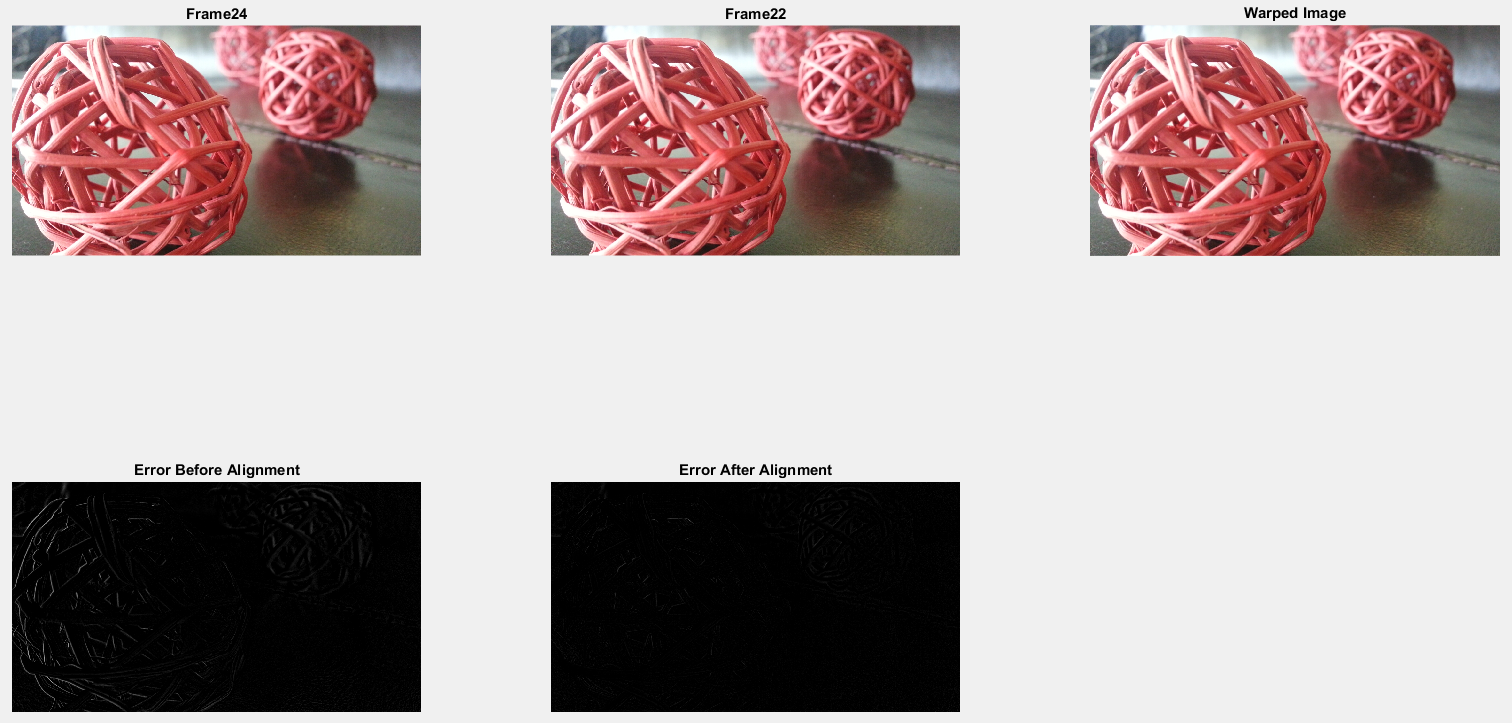 Frame24
Frame22
Warped Image
Error Before Alignment
Error After Alignment